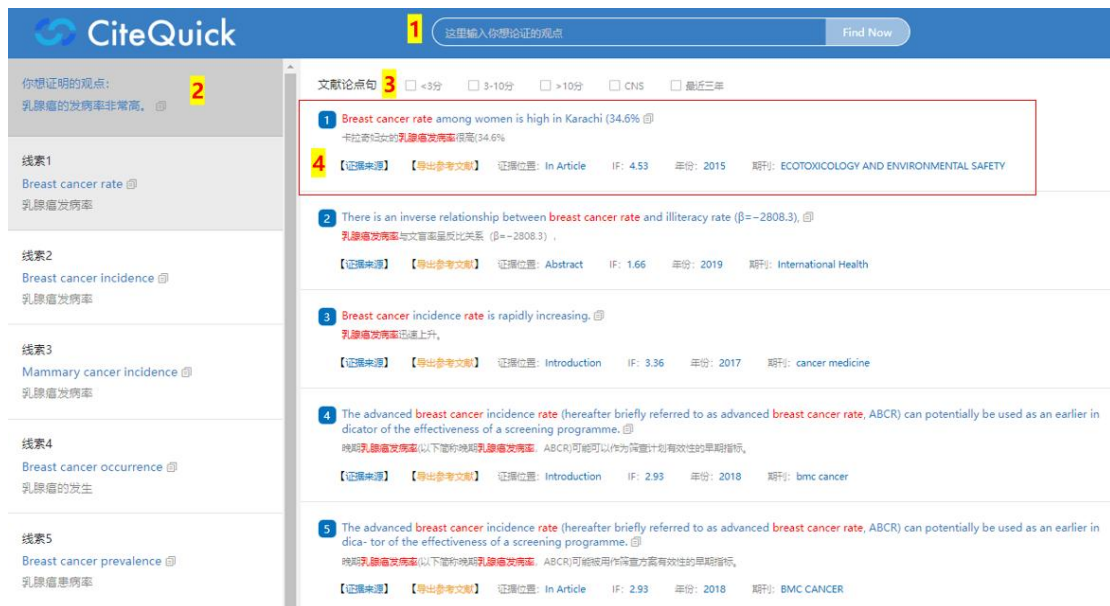 CiteQuick
1
这里输入你想论证的观点
Find Now
你想证明的观点:
乳腺癌的发病率非常高。
2
线索1
Breast cancer rate
乳腺癌发病率
线索2
Breast cancer incidence
乳腺癌发病率
线索3
Mammary cancer incidence
乳腺癌发病率
线索4
Breast cancer occurrence
乳腺癌的发生
线索5
Breast cancer prevalence
乳腺癌患病率
文献论点句 3 <3分 3-10分 >10分 CNS 最近三年
1 Breast cancer rate among women is high in Karachi (34.6%
卡拉奇妇女的乳腺癌发病率很高(34.6%
4 【证据来源】 【导出参考文献】 证据位置: In Article IF: 4.53 年份: 2015 期刊: ECOTOXICOLOGY AND ENVIRONMENTAL SAFETY
2 There is an inverse relationship between breast cancer rate and illiteracy rate (β=−2808.3),
乳腺癌发病率与文盲率呈反比关系（β=−2808.3），
【证据来源】 【导出参考文献】 证据位置: Abstract IF: 1.66 年份: 2019 期刊: International Health
3 Breast cancer incidence rate is rapidly increasing.
乳腺癌发病率迅速上升。
【证据来源】 【导出参考文献】 证据位置: Introduction IF: 3.36 年份: 2017 期刊: cancer medicine
4 The advanced breast cancer incidence rate (hereafter briefly referred to as advanced breast cancer rate, ABCR) can potentially be used as an earlier in
dicator of the effectiveness of a screening programme.
晚期乳腺癌发病率(以下简称晚期乳腺癌发病率，ABCR)可能可以作为筛查计划有效性的早期指标。
【证据来源】 【导出参考文献】 证据位置: Introduction IF: 2.93 年份: 2018 期刊: bmc cancer
5 The advanced breast cancer incidence rate (hereafter briefly referred to as advanced breast cancer rate, ABCR) can potentially be used as an earlier in
dica- tor of the effectiveness of a screening programme.
晚期乳腺癌发病率(以下简称晚期乳腺癌发病率，ABCR)可能被用作筛查方案有效性的早期指标。
【证据来源】 【导出参考文献】 证据位置: In Article IF: 2.93 年份: 2018 期刊: BMC CANCER